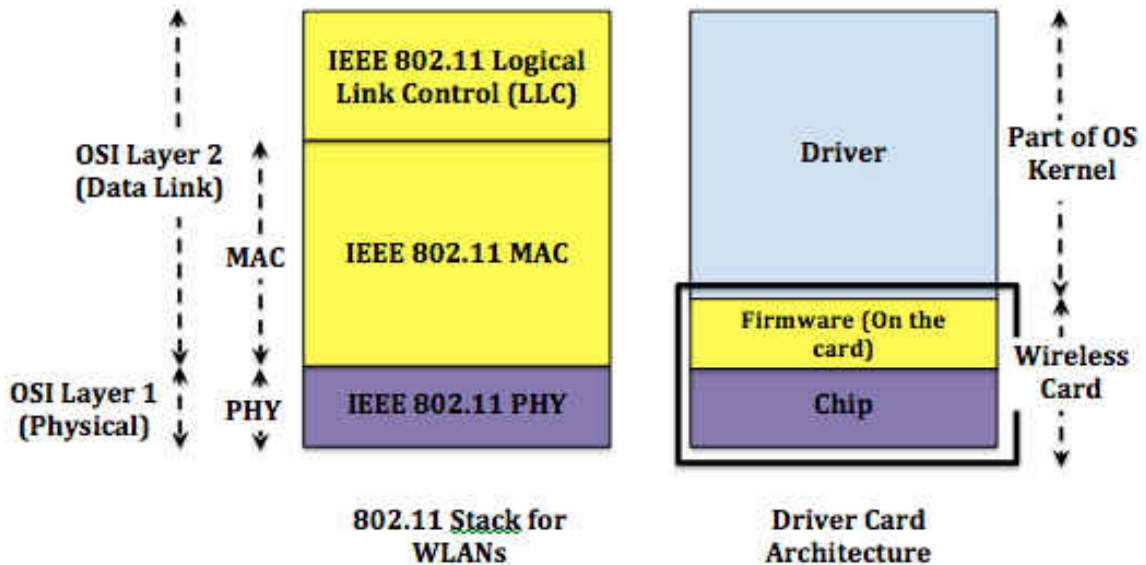 OSI Layer 2
(Data Link)
OSI Layer 1
(Physical)
MAC
PHY
IEEE 802.11 Logical
Link Control (LLC)
IEEE 802.11 MAC
IEEE 802.11 PHY
802.11 Stack for
WLANs
Driver
Firmware (On the
card)
Chip
Driver Card
Architecture
Part of OS
Kernel
Wireless
Card